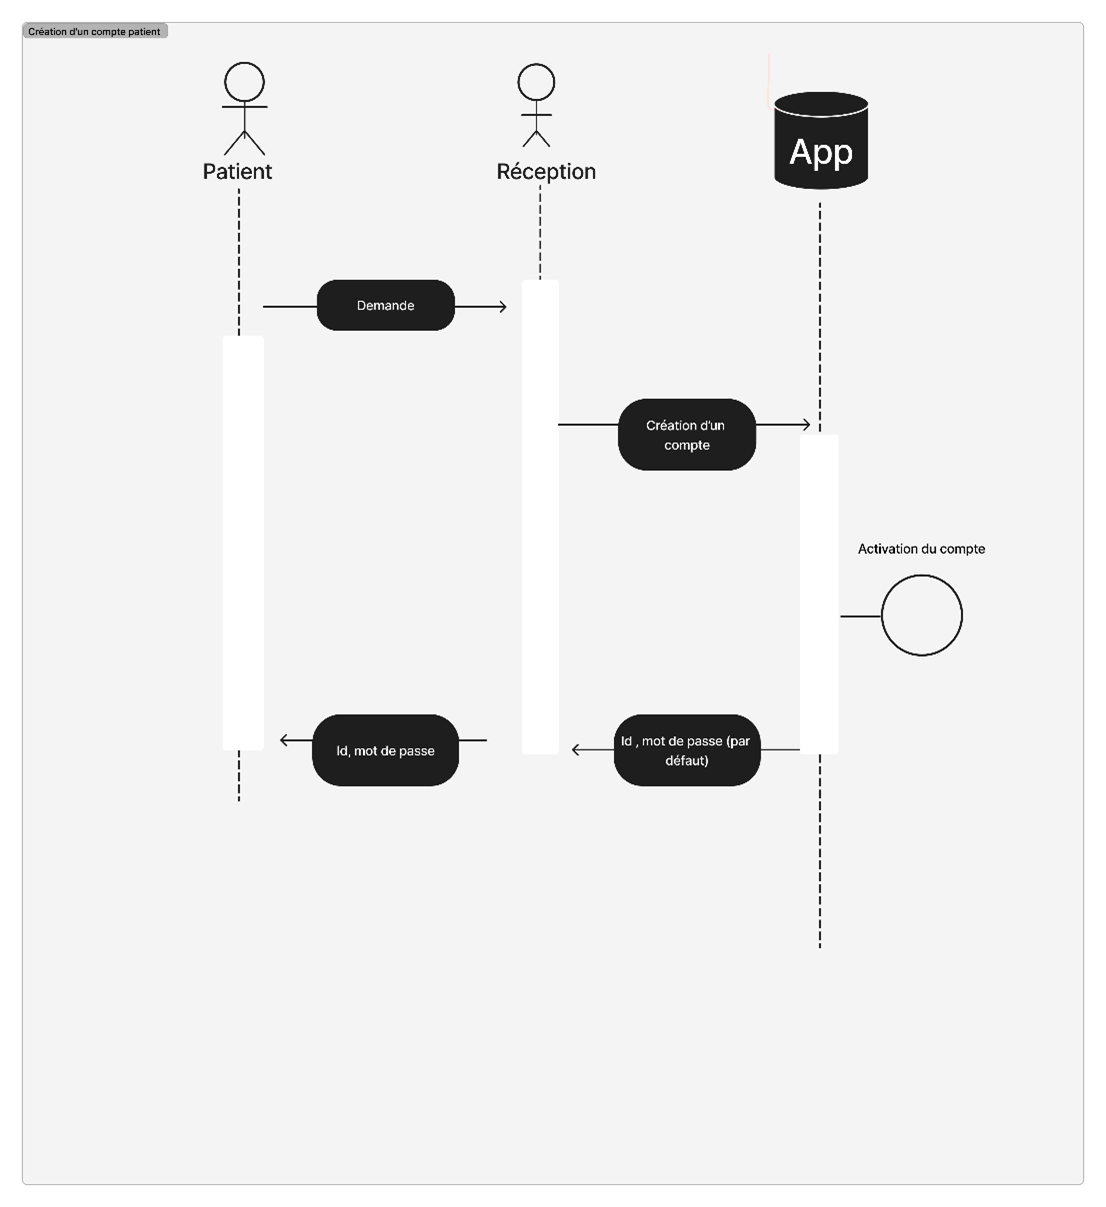 Création d'un compte patient
Patient
Réception
App
Demande
Création d'un
compte
Activation du compte
Id, mot de passe
Id , mot de passe (par
défaut)